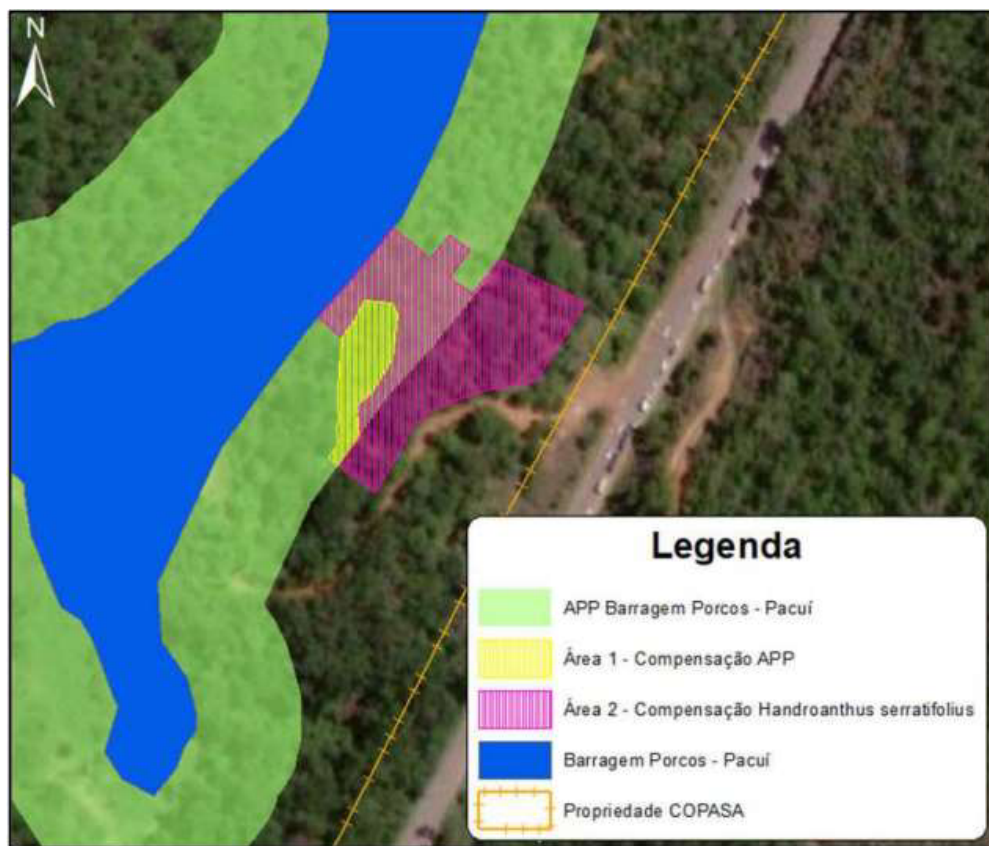 N
Legenda
APP Barragem Porcos - Pacuí
Área 1 - Compensação APP
Área 2 - Compensação Handroanthus serratifolius
Barragem Porcos - Pacuí
Propriedade COPASA